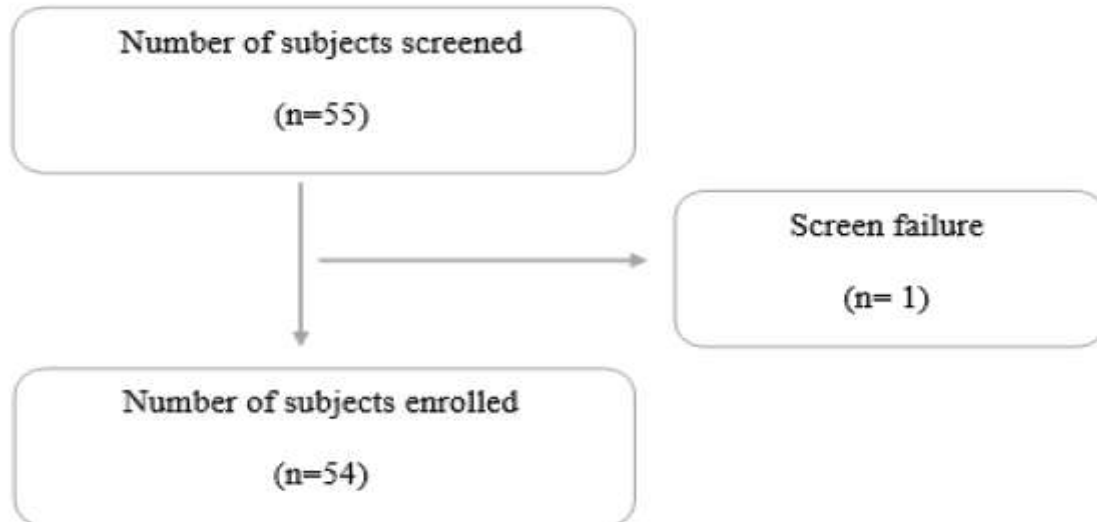 Number of subjects screened
(n=55)
Screen failure
(n= 1)
Number of subjects enrolled
(n=54)